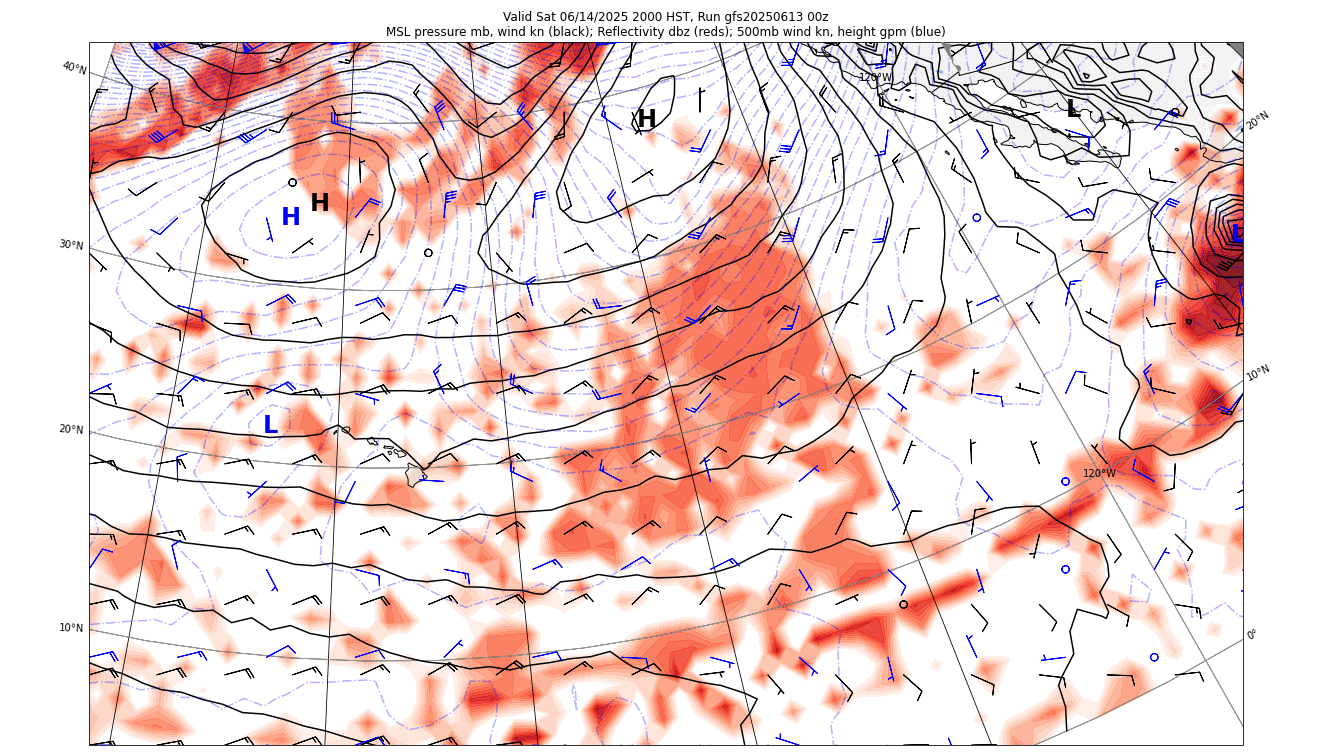 Valid Sat 06/14/2025 2000 HST, Run gfs20250613 00z
MSL pressure mb, wind kn (black); Reflectivity dbz (reds); 500mb wind kn, height gpm (blue)
40°N
120°W
H
L
20°N
H
H
30°N
L
10°N
20°N
L
120°W
10°N
0°